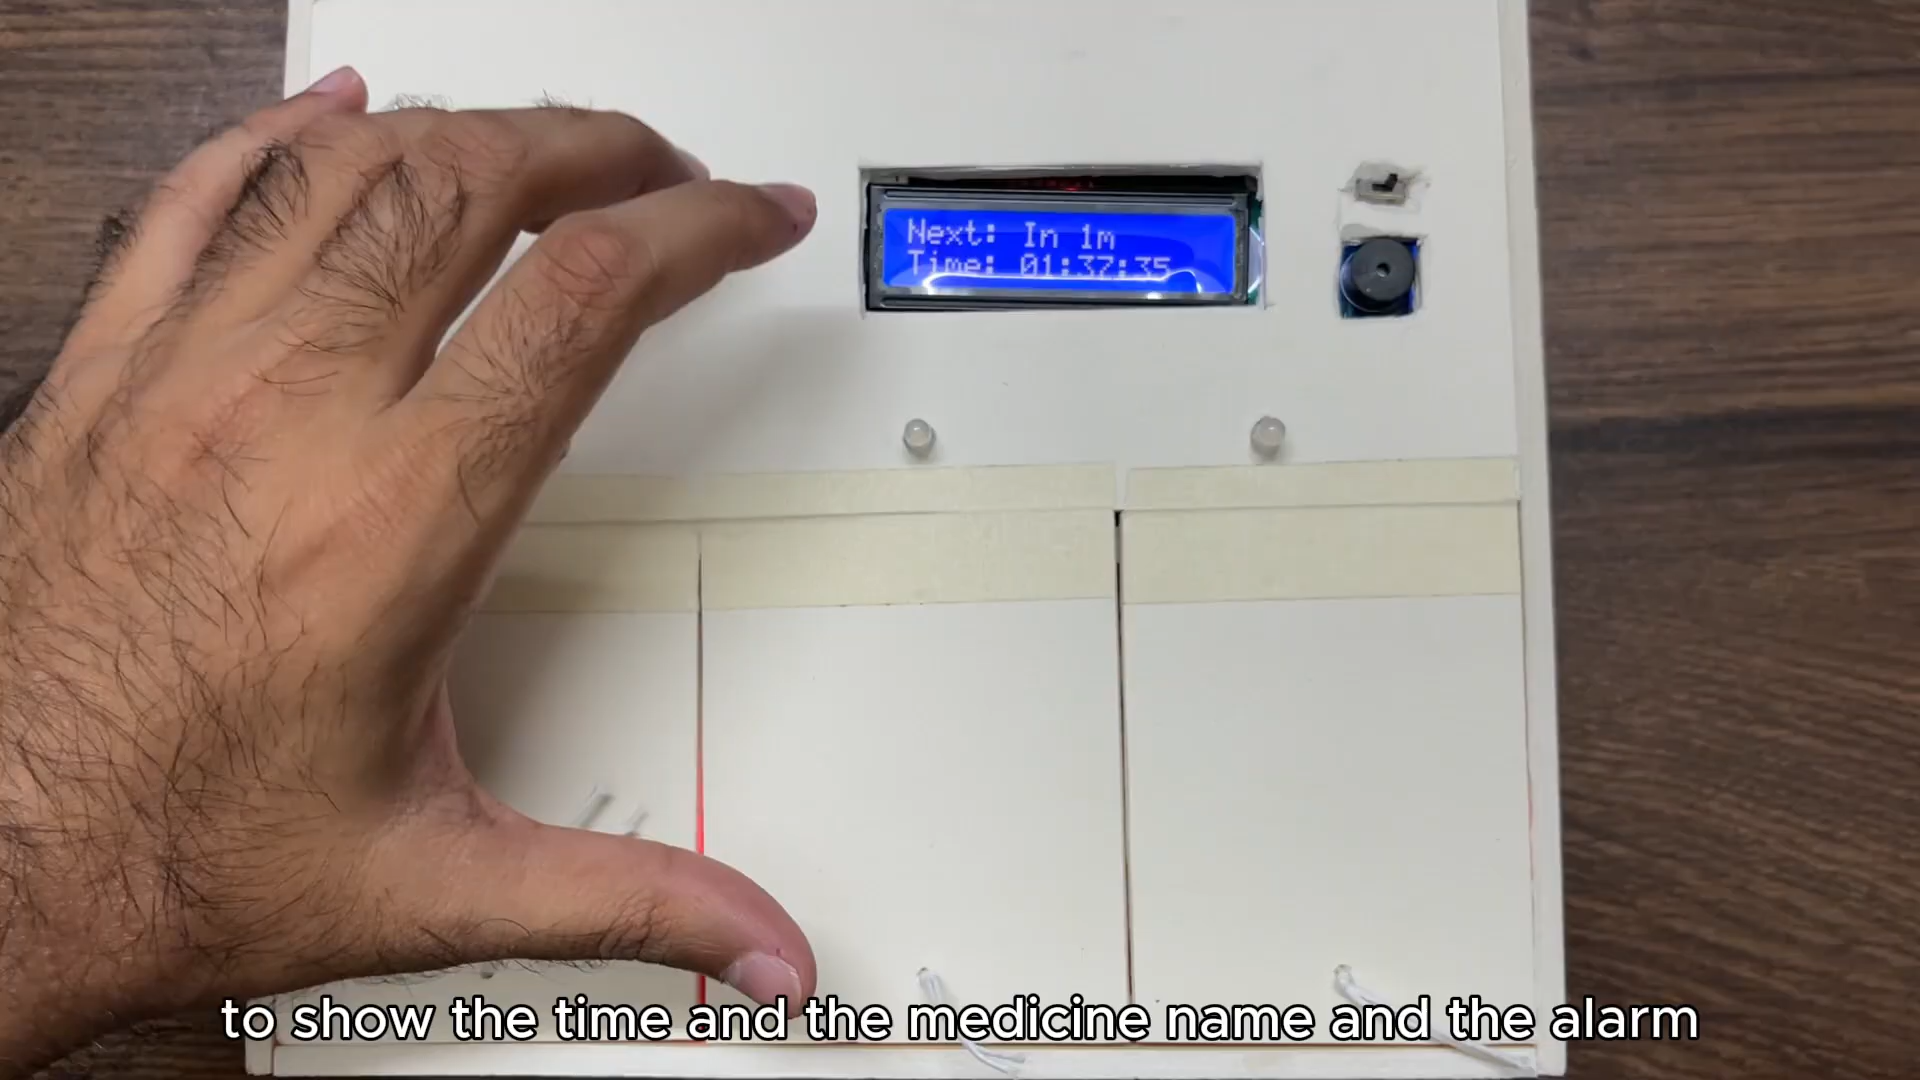 Next: In 1m
Time: 01:37:35
to show the time and the medicine name and the alarm